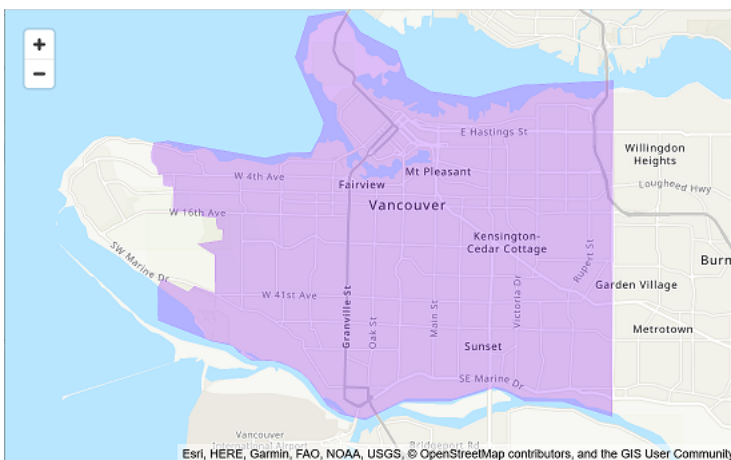 +
−
E Hastings St
Willingdon
Heights
W 4th Ave
Fairview
Mt Pleasant
Lougheed Hwy
W 16th Ave
Vancouver
Kensington-
Cedar Cottage
SW Marine Dr
Rupert St
Burn
Garden Village
W 41st Ave
Granville St
Oak St
Main St
Victoria Dr
Metrotown
Sunset
SE Marine Dr
Vancouver
International Airport
Bridgeport Rd
Esri, HERE, Garmin, FAO, NOAA, USGS, © OpenStreetMap contributors, and the GIS User Community